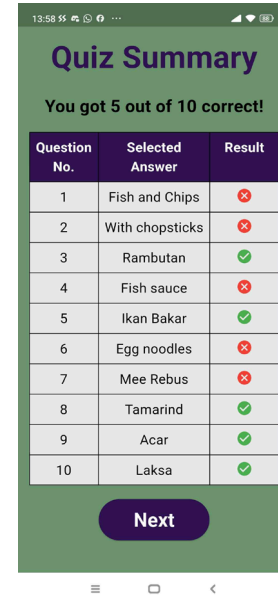 13:58
88
Quiz Summary
You got 5 out of 10 correct!
Question No. Selected Answer Result
1 Fish and Chips
2 With chopsticks
3 Rambutan
4 Fish sauce
5 Ikan Bakar
6 Egg noodles
7 Mee Rebus
8 Tamarind
9 Acar
10 Laksa
Next